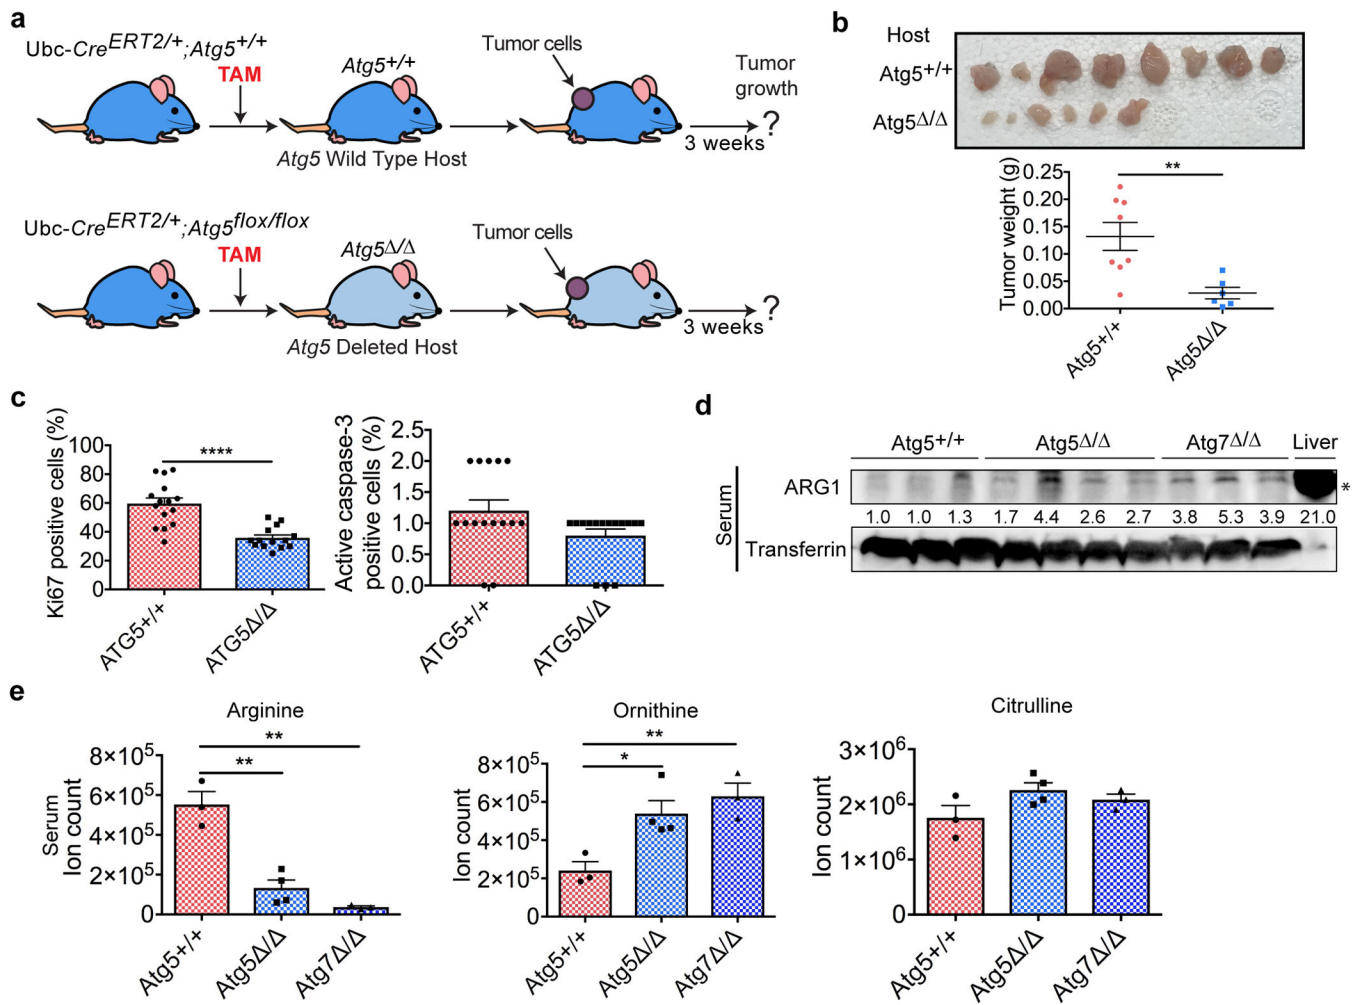 a
Ubc-CreERT2/+;Atg5+/+
TAM
Atg5+/+
Atg5 Wild Type Host
Tumor cells
Tumor
growth
?
3 weeks
Ubc-CreERT2/+;Atg5flox/flox
TAM
Atg5Δ/Δ
Atg5 Deleted Host
Tumor cells
?
3 weeks
b
Host
Atg5+/+
Atg5Δ/Δ
Tumor weight (g)
0.25
0.20
0.15
0.10
0.05
0.00
**
Atg5+/+
Atg5Δ/Δ
c
Ki67 positive cells (%)
100
80
60
40
20
0
****
ATG5+/+
ATG5Δ/Δ
Active caspase-3
positive cells (%)
2.5
2.0
1.5
1.0
0.5
0.0
ATG5+/+
ATG5Δ/Δ
d
Atg5+/+ Atg5Δ/Δ Atg7Δ/Δ Liver
Serum
ARG1
*
1.0 1.0 1.3 1.7 4.4 2.6 2.7 3.8 5.3 3.9 21.0
Transferrin
e
Arginine
Serum
Ion count
8×10⁵
6×10⁵
4×10⁵
2×10⁵
0
**
**
Atg5+/+
Atg5Δ/Δ
Atg7Δ/Δ
Ornithine
Ion count
8×10⁵
6×10⁵
4×10⁵
2×10⁵
0
**
*
Atg5+/+
Atg5Δ/Δ
Atg7Δ/Δ
Citrulline
Ion count
3×10⁶
2×10⁶
1×10⁶
0
Atg5+/+
Atg5Δ/Δ
Atg7Δ/Δ